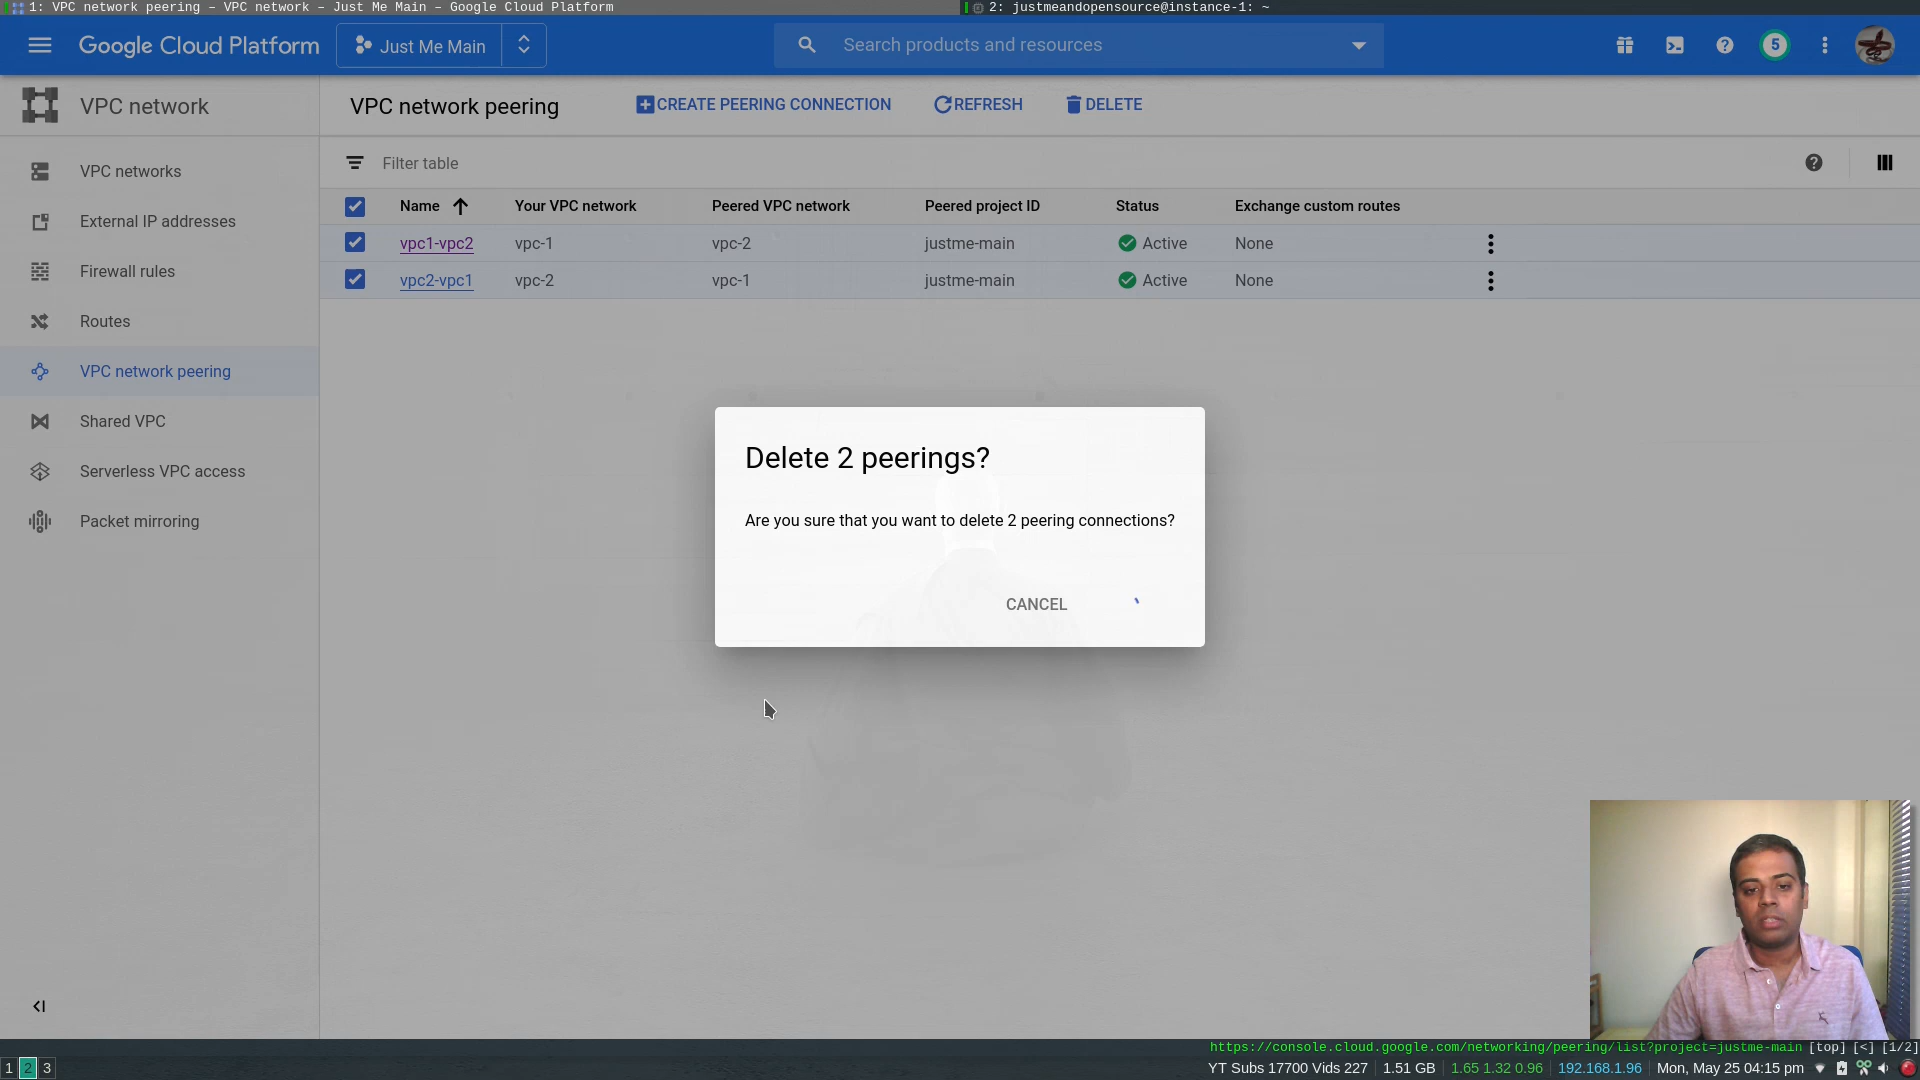 1: VPC network peering – VPC network – Just Me Main – Google Cloud Platform
2: justmeandopensource@instance-1: ~
Google Cloud Platform
Just Me Main
Search products and resources
5
VPC network
VPC network peering
CREATE PEERING CONNECTION
REFRESH
DELETE
VPC networks
External IP addresses
Firewall rules
Routes
VPC network peering
Shared VPC
Serverless VPC access
Packet mirroring
Filter table
Name Your VPC network Peered VPC network Peered project ID Status Exchange custom routes
vpc1-vpc2 vpc-1 vpc-2 justme-main Active None
vpc2-vpc1 vpc-2 vpc-1 justme-main Active None
Delete 2 peerings?
Are you sure that you want to delete 2 peering connections?
CANCEL
https://console.cloud.google.com/networking/peering/list?project=justme-main [top] [<] [1/2]
1 2 3
YT Subs 17700 Vids 227 1.51 GB 1.65 1.32 0.96 192.168.1.96 Mon, May 25 04:15 pm